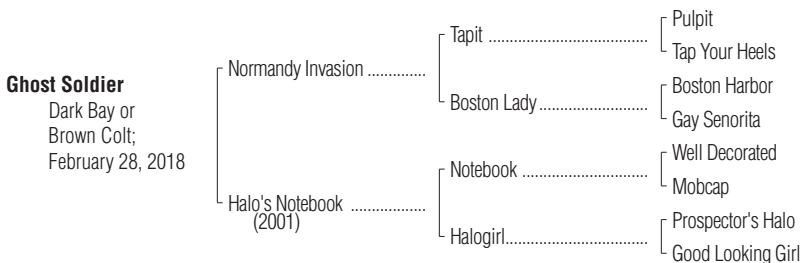 Pulpit
Tapit ......................................
Tap Your Heels
Normandy Invasion .............
Boston Harbor
Ghost Soldier
Boston Lady..........................
Dark Bay or
Gay Senorita
Brown Colt;
Well Decorated
February 28, 2018
Notebook ..............................
Mobcap
Halo's Notebook .................
(2001)
Prospector's Halo
Halogirl..................................
Good Looking Girl